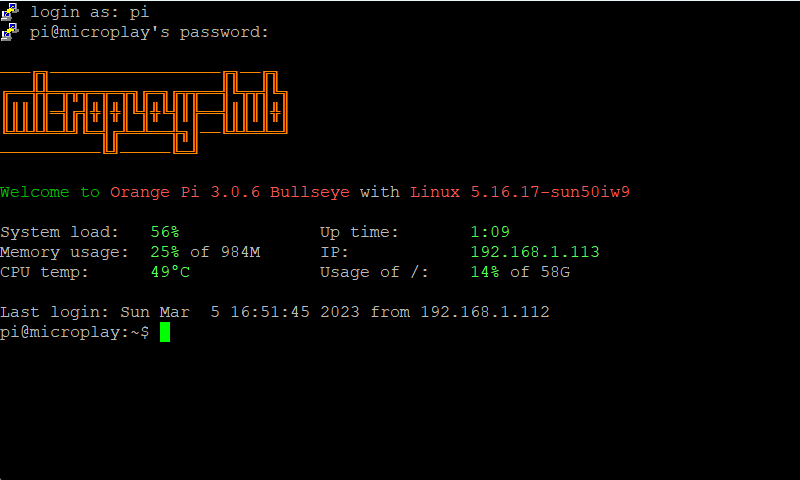 login as: pi
pi@microplay's password:
Welcome to Orange Pi 3.0.6 Bullseye with Linux 5.16.17-sun50iw9
System load:   56%              Up time:       1:09
Memory usage:  25% of 984M      IP:            192.168.1.113
CPU temp:      49°C             Usage of /:    14% of 58G
Last login: Sun Mar  5 16:51:45 2023 from 192.168.1.112
pi@microplay:~$